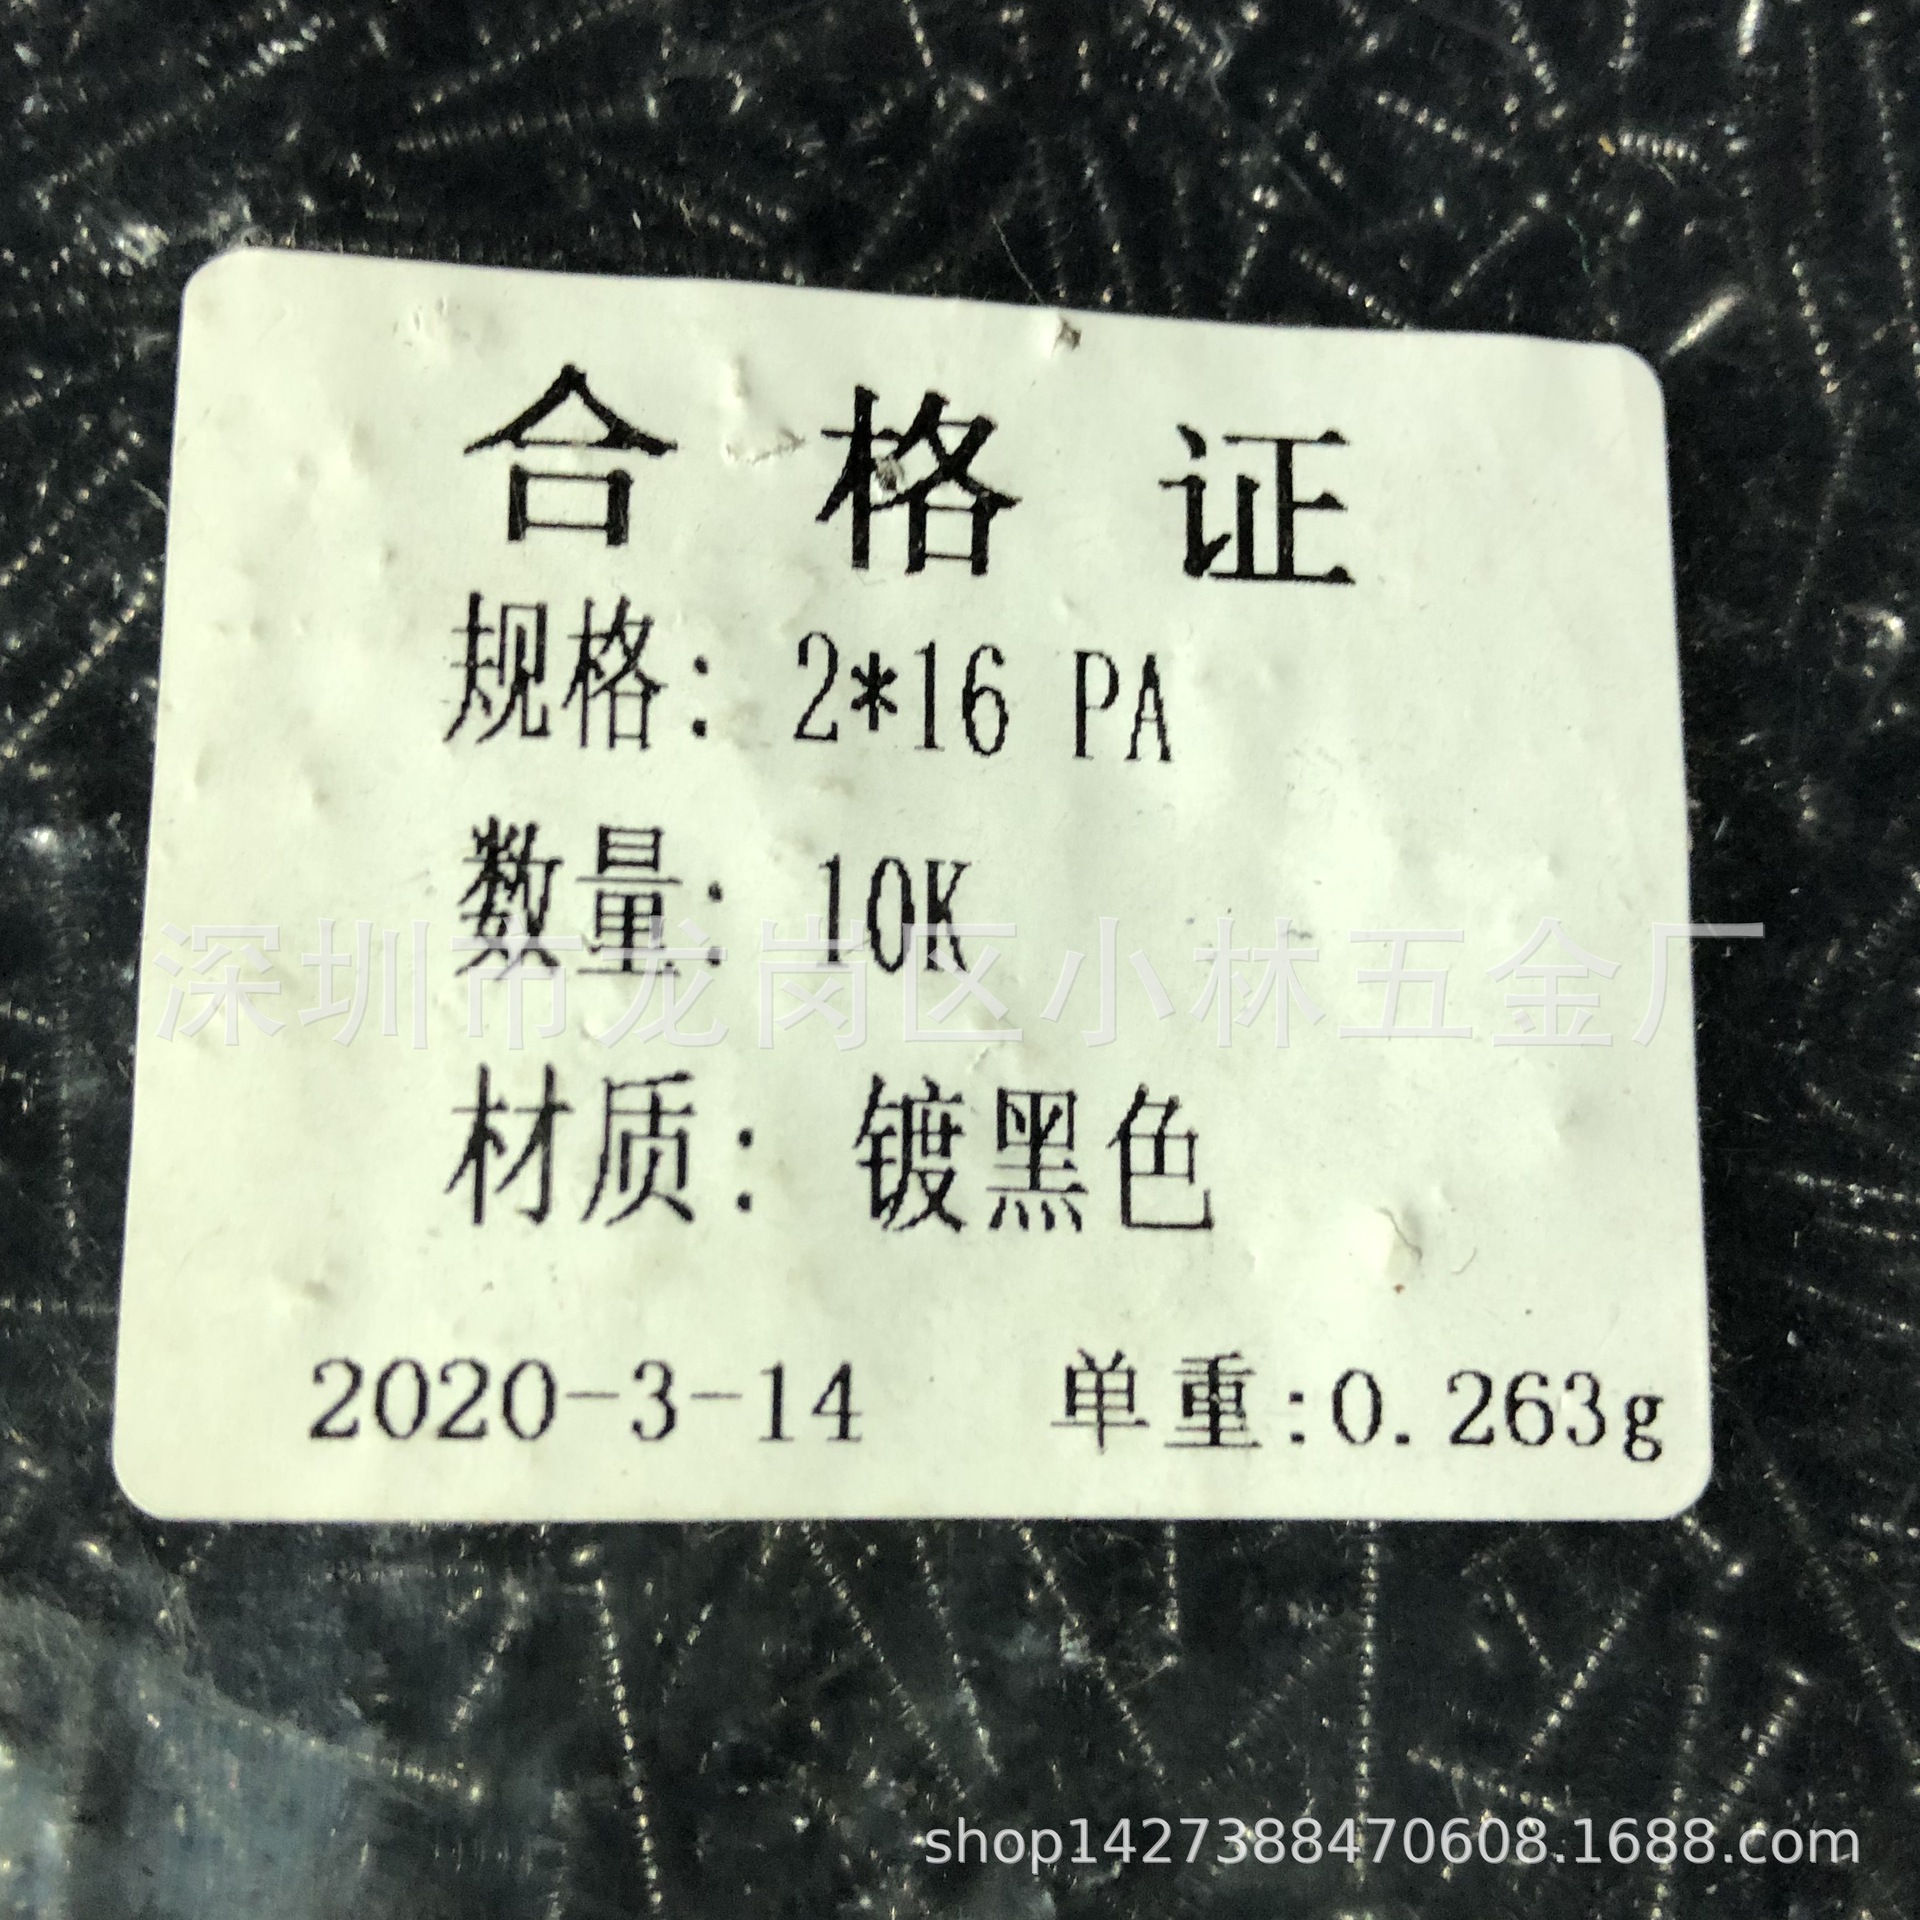 合格证
规格: 2*16 PA
数量: 10K
深圳市龙岗区小林五金厂
材质: 镀黑色
2020-3-14 单重:0.263g
shop1427388470608.1688.com